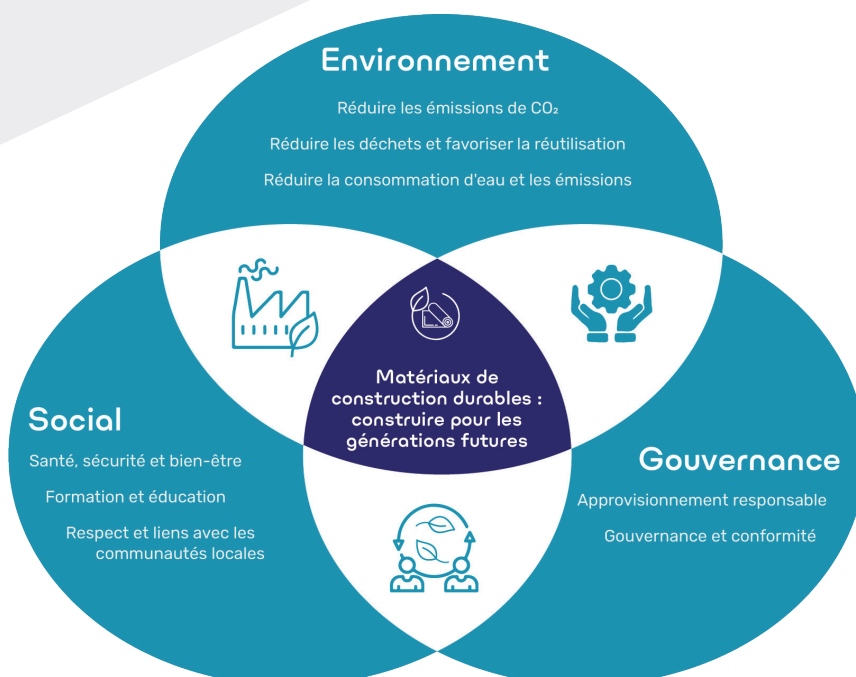 Environnement
Réduire les émissions de CO₂
Réduire les déchets et favoriser la réutilisation
Réduire la consommation d'eau et les émissions
Matériaux de
construction durables :
construire pour les
générations futures
Social
Santé, sécurité et bien-être
Formation et éducation
Respect et liens avec les
communautés locales
Gouvernance
Approvisionnement responsable
Gouvernance et conformité